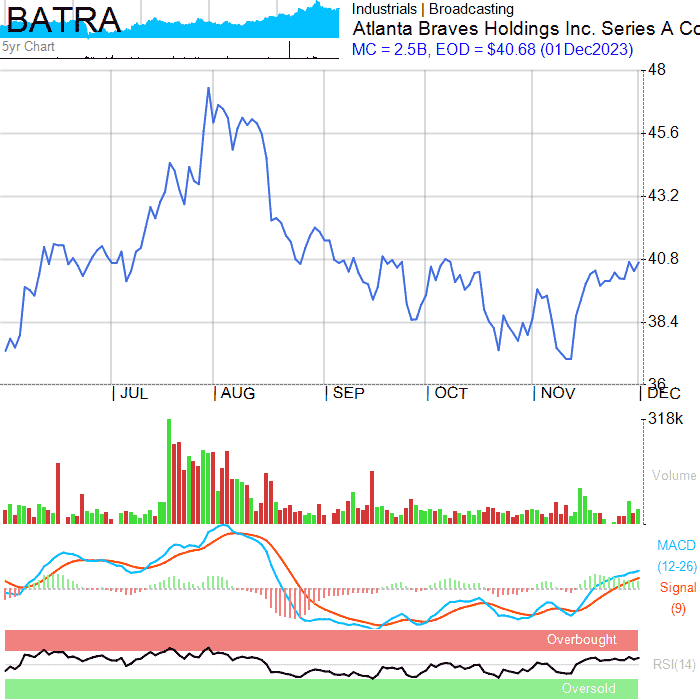 BATRA
5yr Chart
Industrials | Broadcasting
Atlanta Braves Holdings Inc. Series A Co
MC = 2.5B, EOD = $40.68 (01Dec2023)
48
45.6
43.2
40.8
38.4
36
JUL
AUG
SEP
OCT
NOV
DEC
318k
Volume
MACD
(12-26)
Signal
(9)
Overbought
RSI(14)
Oversold